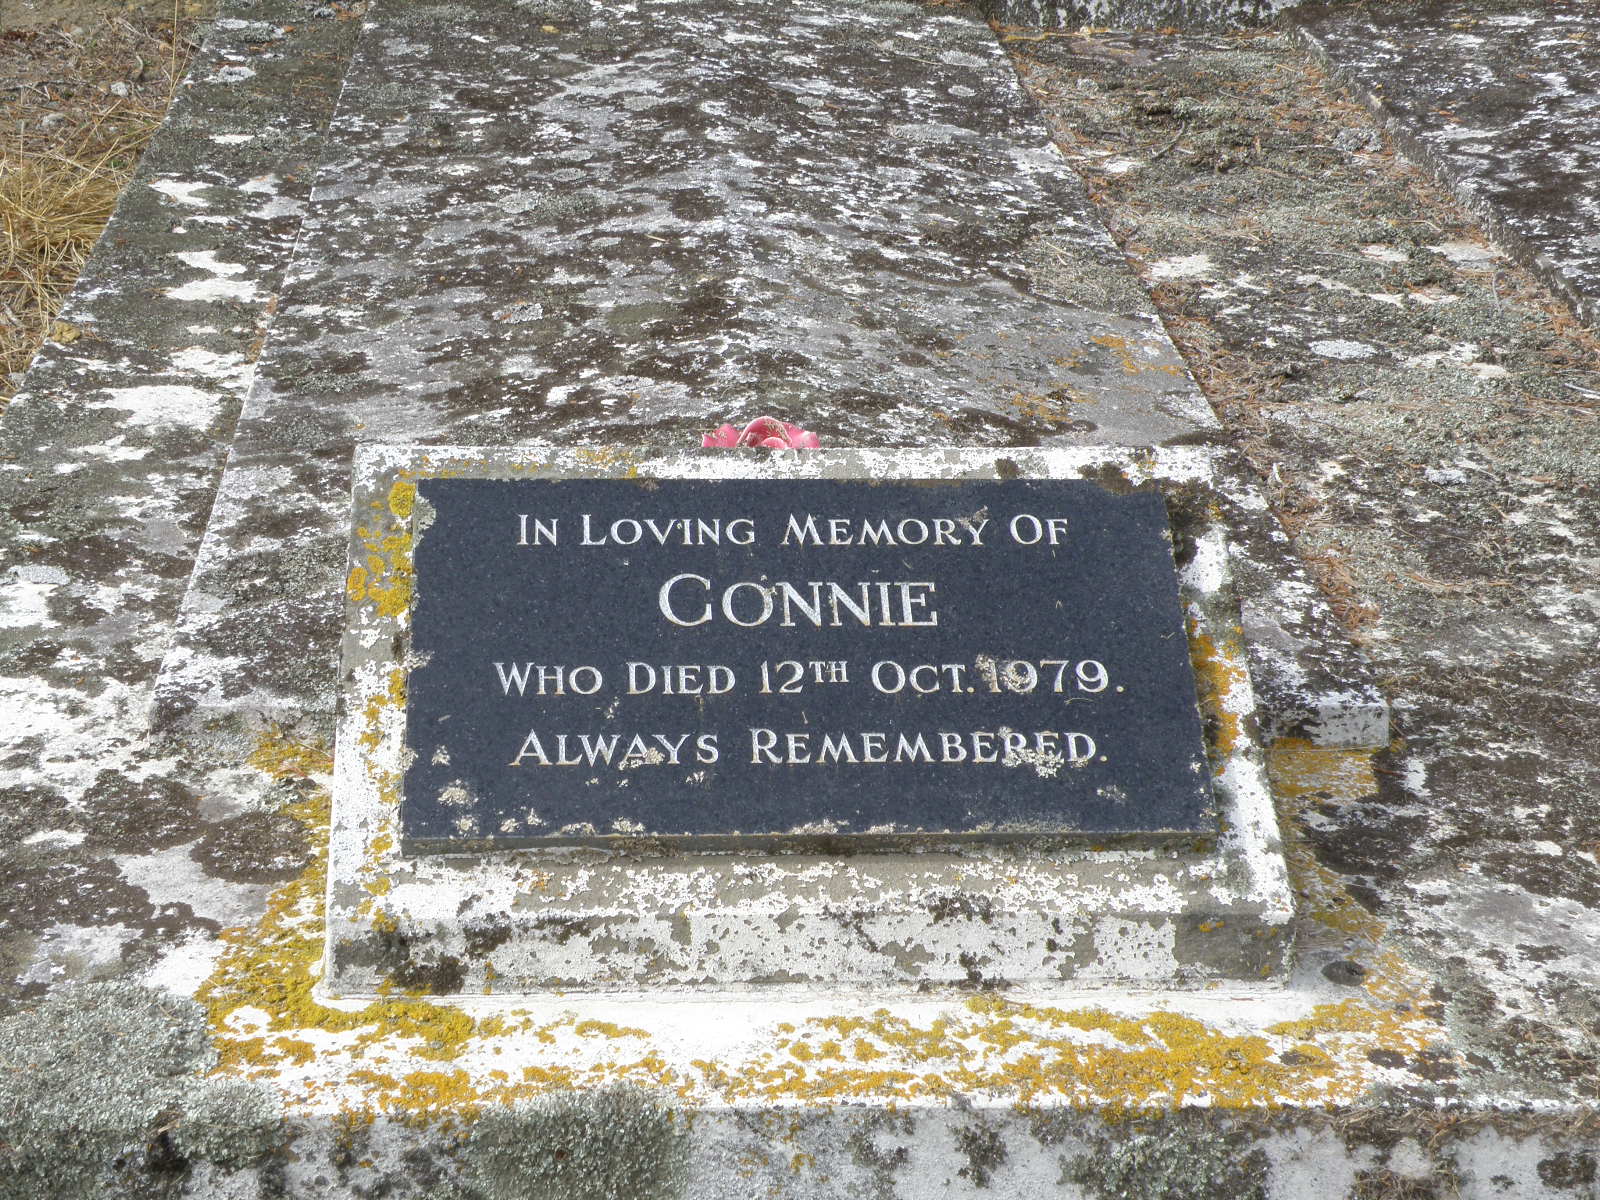 IN LOVING MEMORY OF
CONNIE
WHO DIED 12TH OCT. 1979.
ALWAYS REMEMBERED.